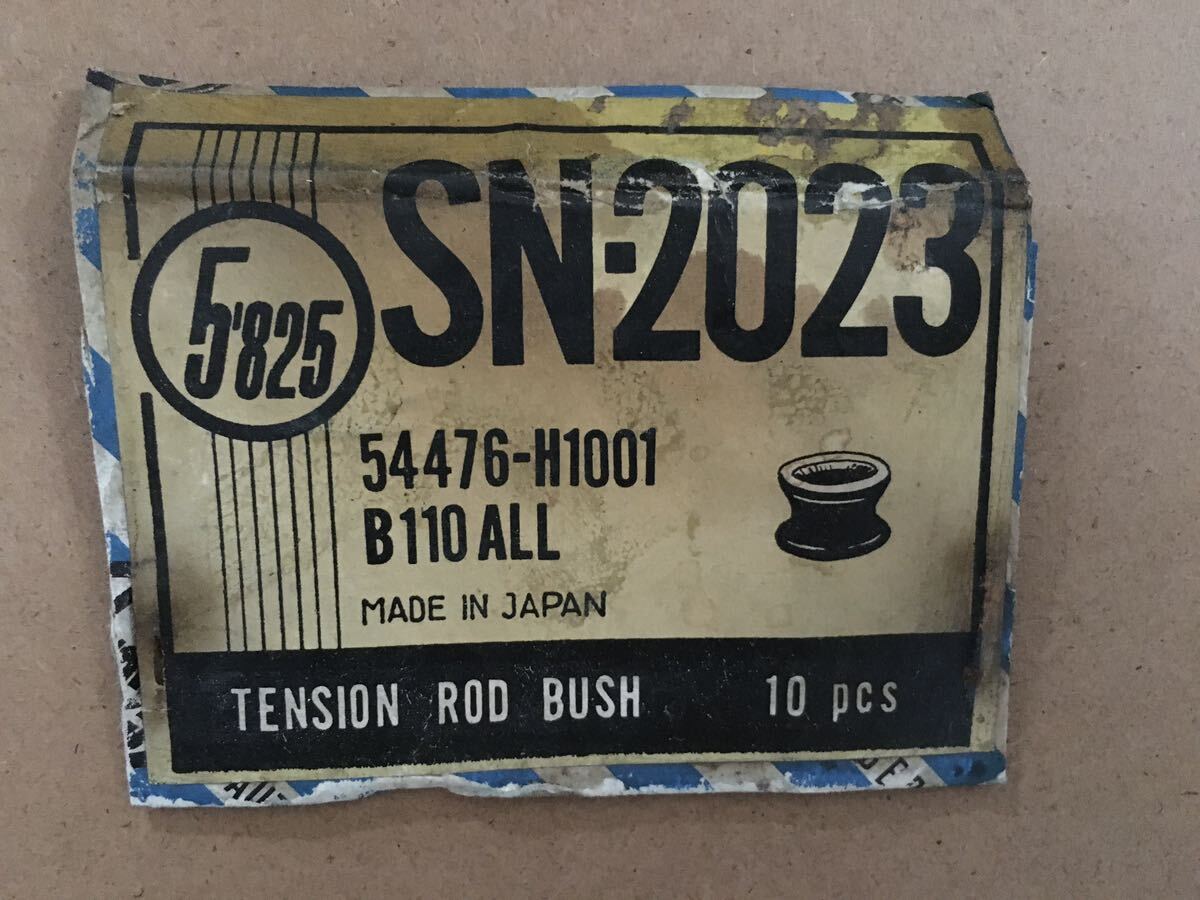 SN-2023
5'825
54476-H1001
B110 ALL
MADE IN JAPAN
TENSION ROD BUSH 10 pcs